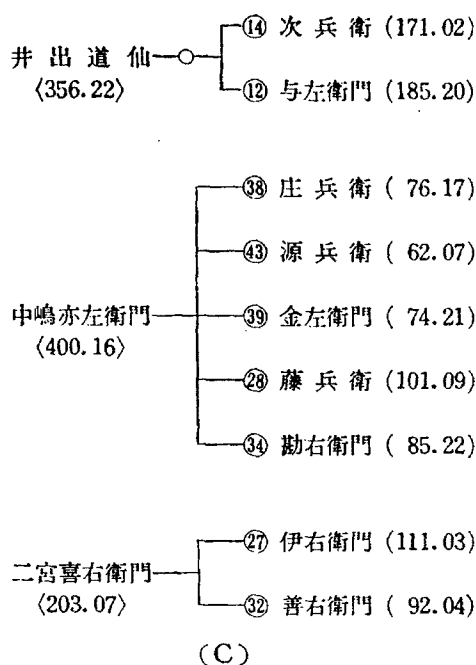 ⑭ 次兵衛 (171.02)
井出道仙
〈356.22〉
⑫ 与左衛門 (185.20)
㊳ 庄兵衛 ( 76.17)
㊸ 源兵衛 ( 62.07)
中嶋亦左衛門
〈400.16〉
㊴ 金左衛門 ( 74.21)
㉘ 藤兵衛 (101.09)
㉞ 勘右衛門 ( 85.22)
㉗ 伊右衛門 (111.03)
二宮喜右衛門
〈203.07〉
㉜ 善右衛門 ( 92.04)
(C)